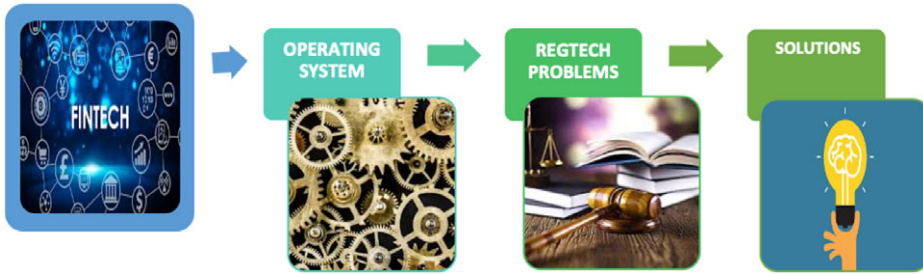 FINTECH
OPERATING
SYSTEM
REGTECH
PROBLEMS
SOLUTIONS